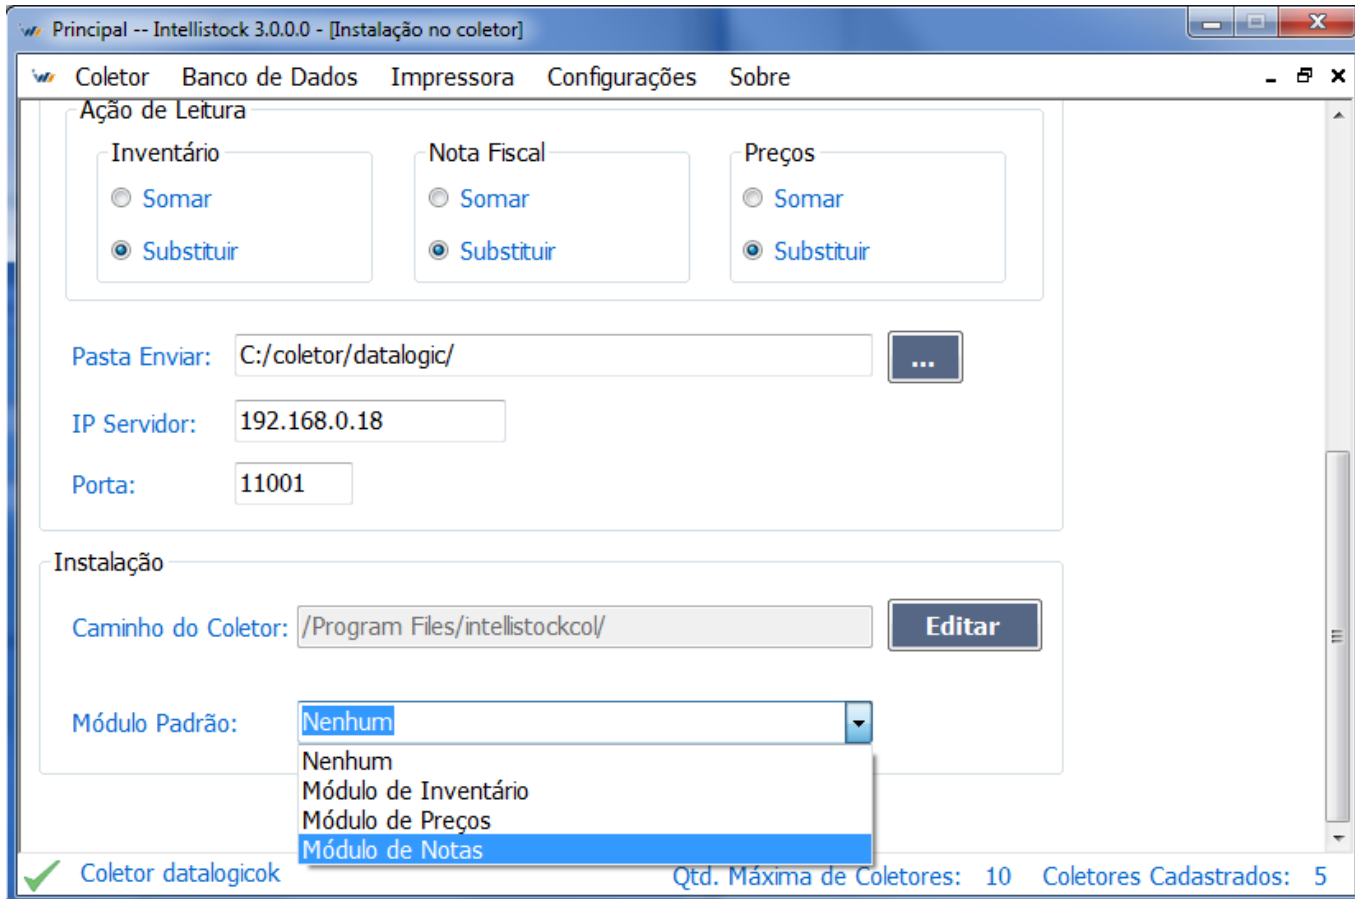 Principal -- Intellistock 3.0.0.0 - [Instalação no coletor]
Coletor Banco de Dados Impressora Configurações Sobre
Ação de Leitura
Inventário Nota Fiscal Preços
Somar Somar Somar
Substituir Substituir Substituir
Pasta Enviar: C:/coletor/datalogic/ ...
IP Servidor: 192.168.0.18
Porta: 11001
Instalação
Caminho do Coletor: /Program Files/intellistockcol/ Editar
Módulo Padrão: Nenhum
Nenhum
Módulo de Inventário
Módulo de Preços
Módulo de Notas
Coletor datalogicok Qtd. Máxima de Coletores: 10 Coletores Cadastrados: 5